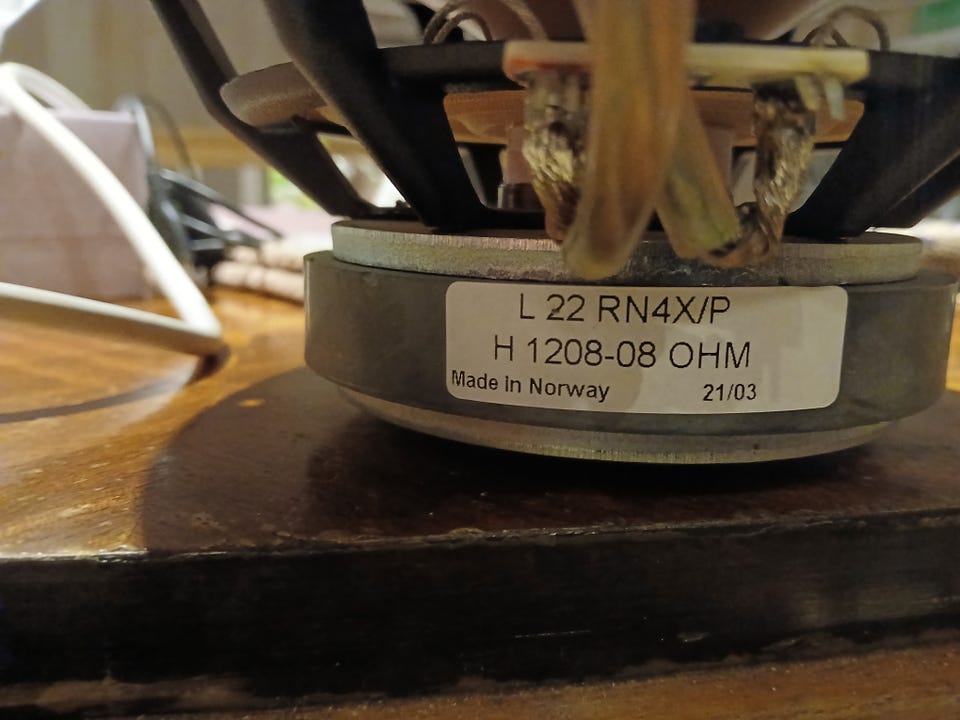 L 22 RN4X/P
H 1208-08 OHM
Made in Norway 21/03